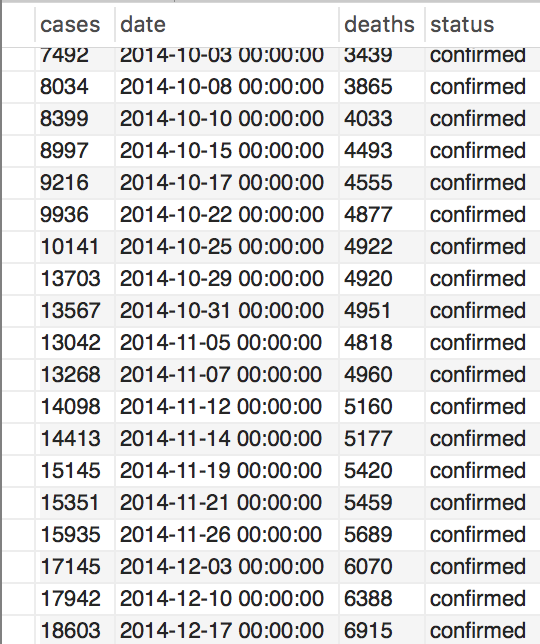 cases date deaths status
7492 2014-10-03 00:00:00 3439 confirmed
8034 2014-10-08 00:00:00 3865 confirmed
8399 2014-10-10 00:00:00 4033 confirmed
8997 2014-10-15 00:00:00 4493 confirmed
9216 2014-10-17 00:00:00 4555 confirmed
9936 2014-10-22 00:00:00 4877 confirmed
10141 2014-10-25 00:00:00 4922 confirmed
13703 2014-10-29 00:00:00 4920 confirmed
13567 2014-10-31 00:00:00 4951 confirmed
13042 2014-11-05 00:00:00 4818 confirmed
13268 2014-11-07 00:00:00 4960 confirmed
14098 2014-11-12 00:00:00 5160 confirmed
14413 2014-11-14 00:00:00 5177 confirmed
15145 2014-11-19 00:00:00 5420 confirmed
15351 2014-11-21 00:00:00 5459 confirmed
15935 2014-11-26 00:00:00 5689 confirmed
17145 2014-12-03 00:00:00 6070 confirmed
17942 2014-12-10 00:00:00 6388 confirmed
18603 2014-12-17 00:00:00 6915 confirmed